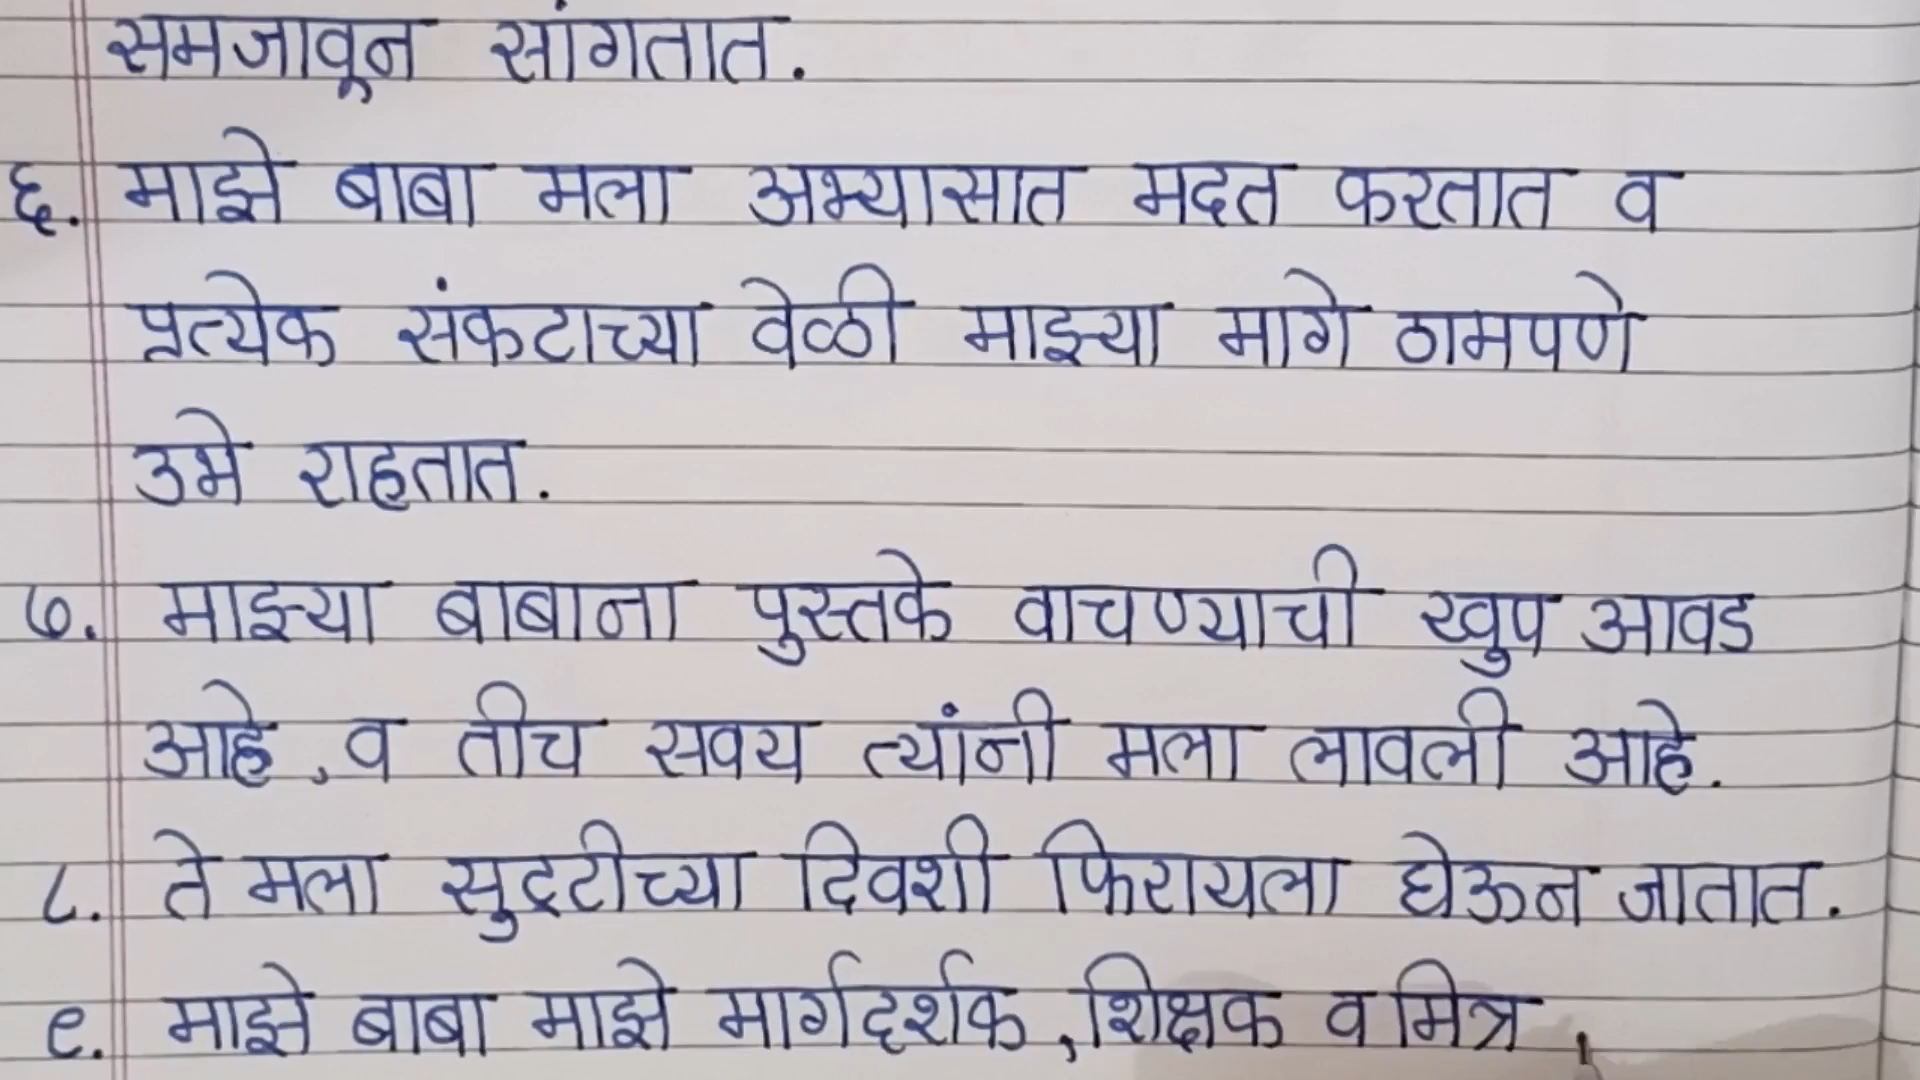 समजावून सांगतात.
६. माझे बाबा मला अभ्यासात मदत करतात व
प्रत्येक संकटाच्या वेळी माझ्या मागे ठामपणे
उभे राहतात.
७. माझ्या बाबाना पुस्तके वाचण्याची खुप आवड
आहे, व तीच सवय त्यांनी मला लावली आहे.
८. ते मला सुट्टीच्या दिवशी फिरायला घेऊन जातात.
९. माझे बाबा माझे मार्गदर्शक, शिक्षक व मित्र